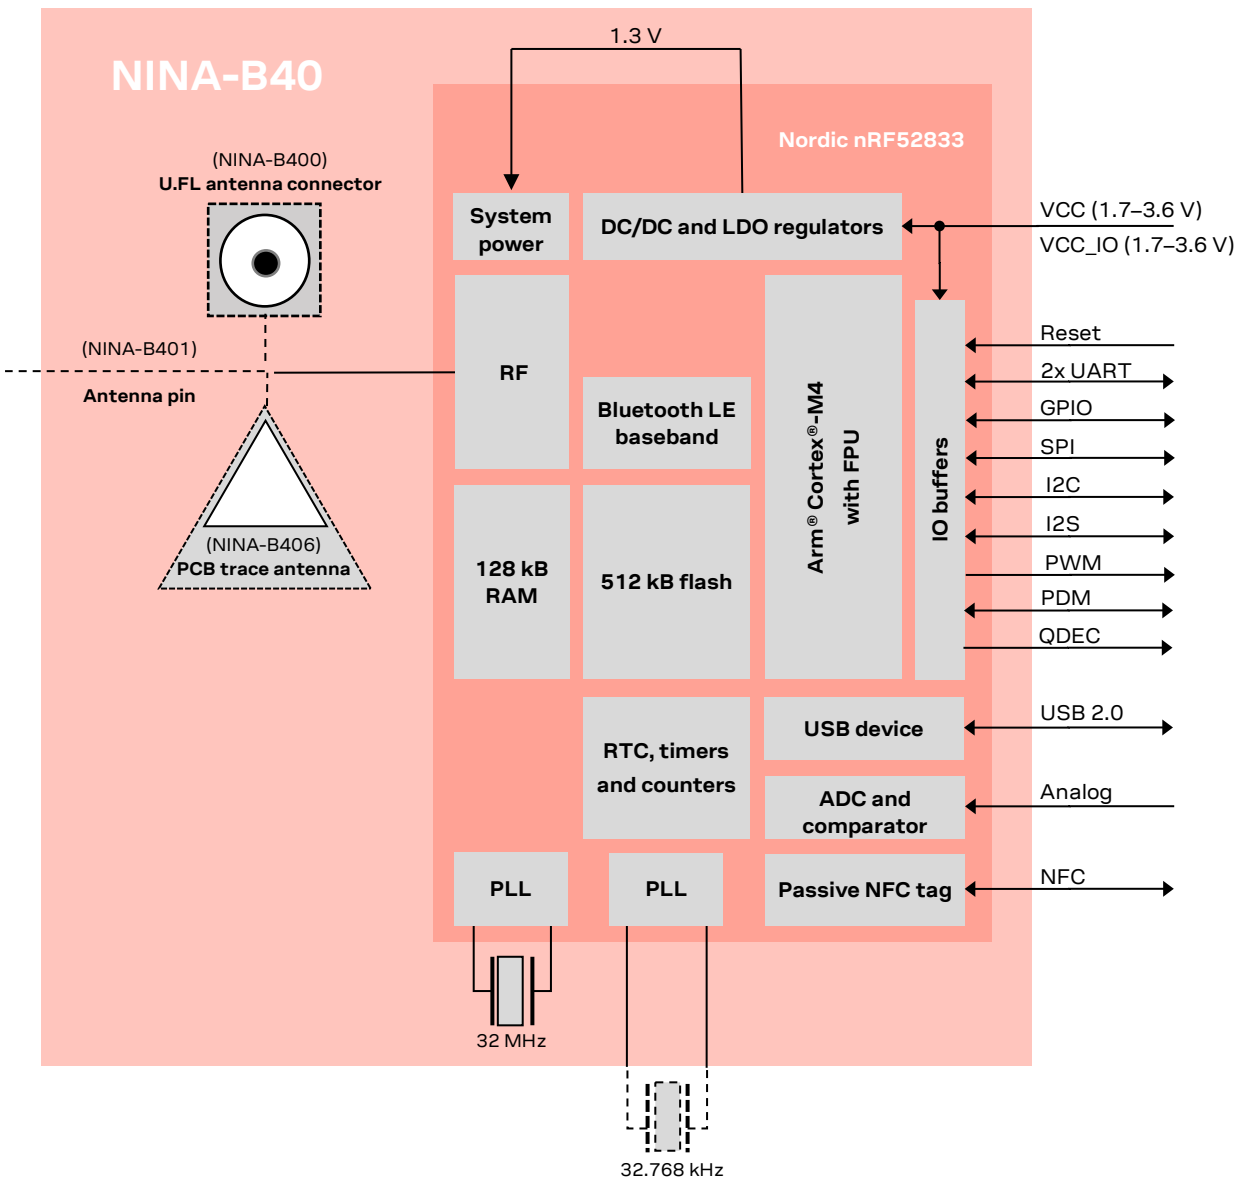 1.3 V
NINA-B40
Nordic nRF52833
(NINA-B400)
U.FL antenna connector
System
power
DC/DC and LDO regulators
VCC (1.7–3.6 V)
VCC_IO (1.7–3.6 V)
(NINA-B401)
Antenna pin
RF
Bluetooth LE
baseband
Arm® Cortex®-M4
with FPU
IO buffers
Reset
2x UART
GPIO
SPI
I2C
I2S
PWM
PDM
QDEC
(NINA-B406)
PCB trace antenna
128 kB
RAM
512 kB flash
RTC, timers
and counters
USB device
USB 2.0
ADC and
comparator
Analog
PLL
PLL
Passive NFC tag
NFC
32 MHz
32.768 kHz